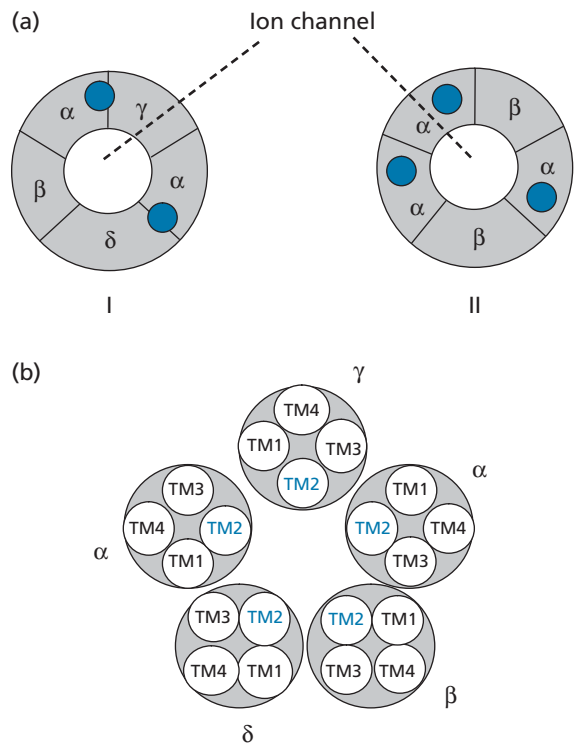 (a)
Ion channel
α γ
β α
δ
I
α β
α α
β
II
(b)
γ
TM4
TM1 TM3
TM2
α
TM3
TM4 TM2
TM1
α
TM1
TM2 TM4
TM3
δ
TM3 TM2
TM4 TM1
β
TM2 TM1
TM3 TM4